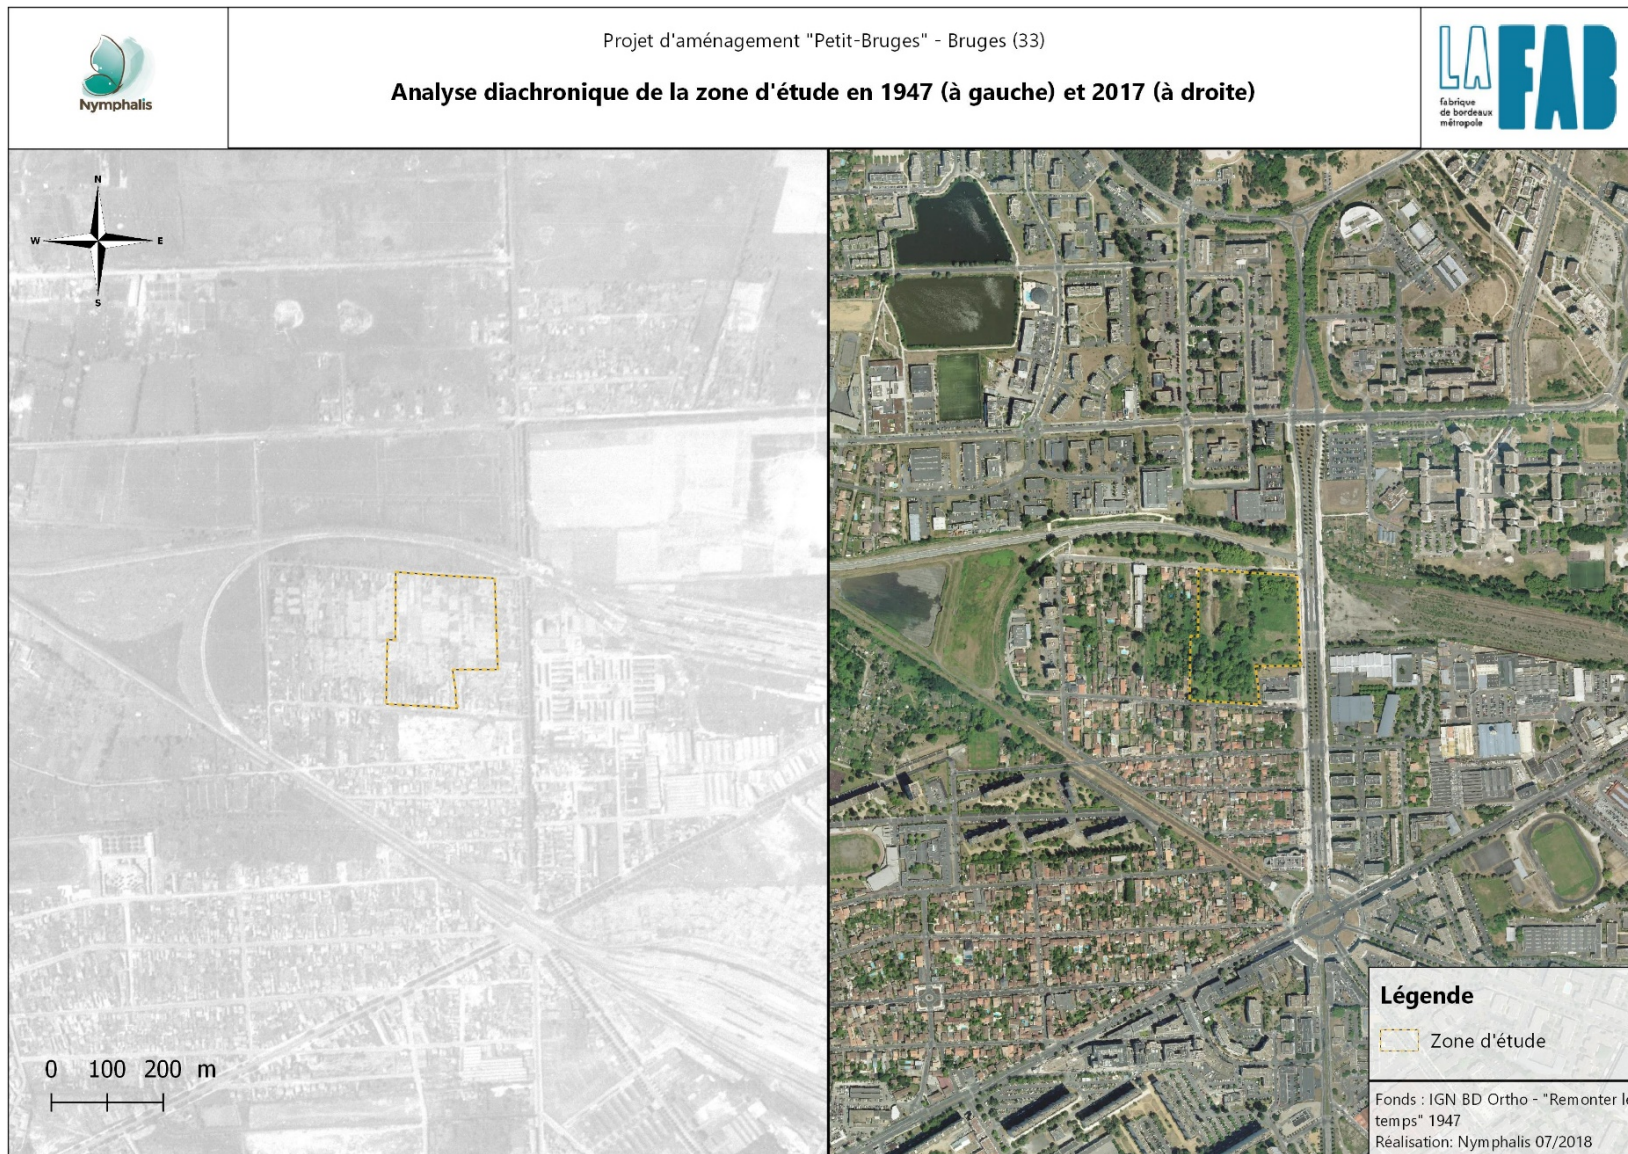 Nymphalis
Projet d'aménagement "Petit-Bruges" - Bruges (33)
Analyse diachronique de la zone d'étude en 1947 (à gauche) et 2017 (à droite)
LA FAB
fabrique
de bordeaux
métropole
N
W E
S
0 100 200 m
Légende
Zone d'étude
Fonds : IGN BD Ortho - "Remonter le
temps" 1947
Réalisation: Nymphalis 07/2018